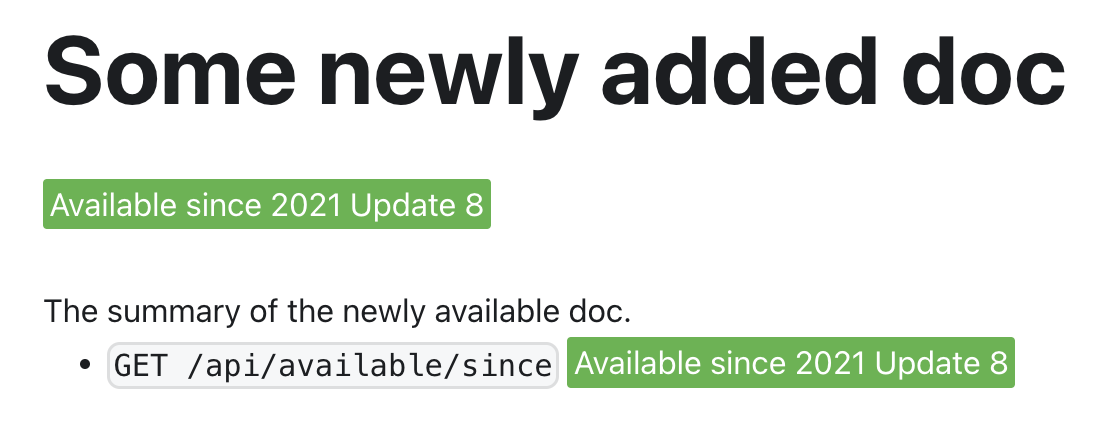 Some newly added doc
Available since 2021 Update 8
The summary of the newly available doc.
• GET /api/available/since Available since 2021 Update 8